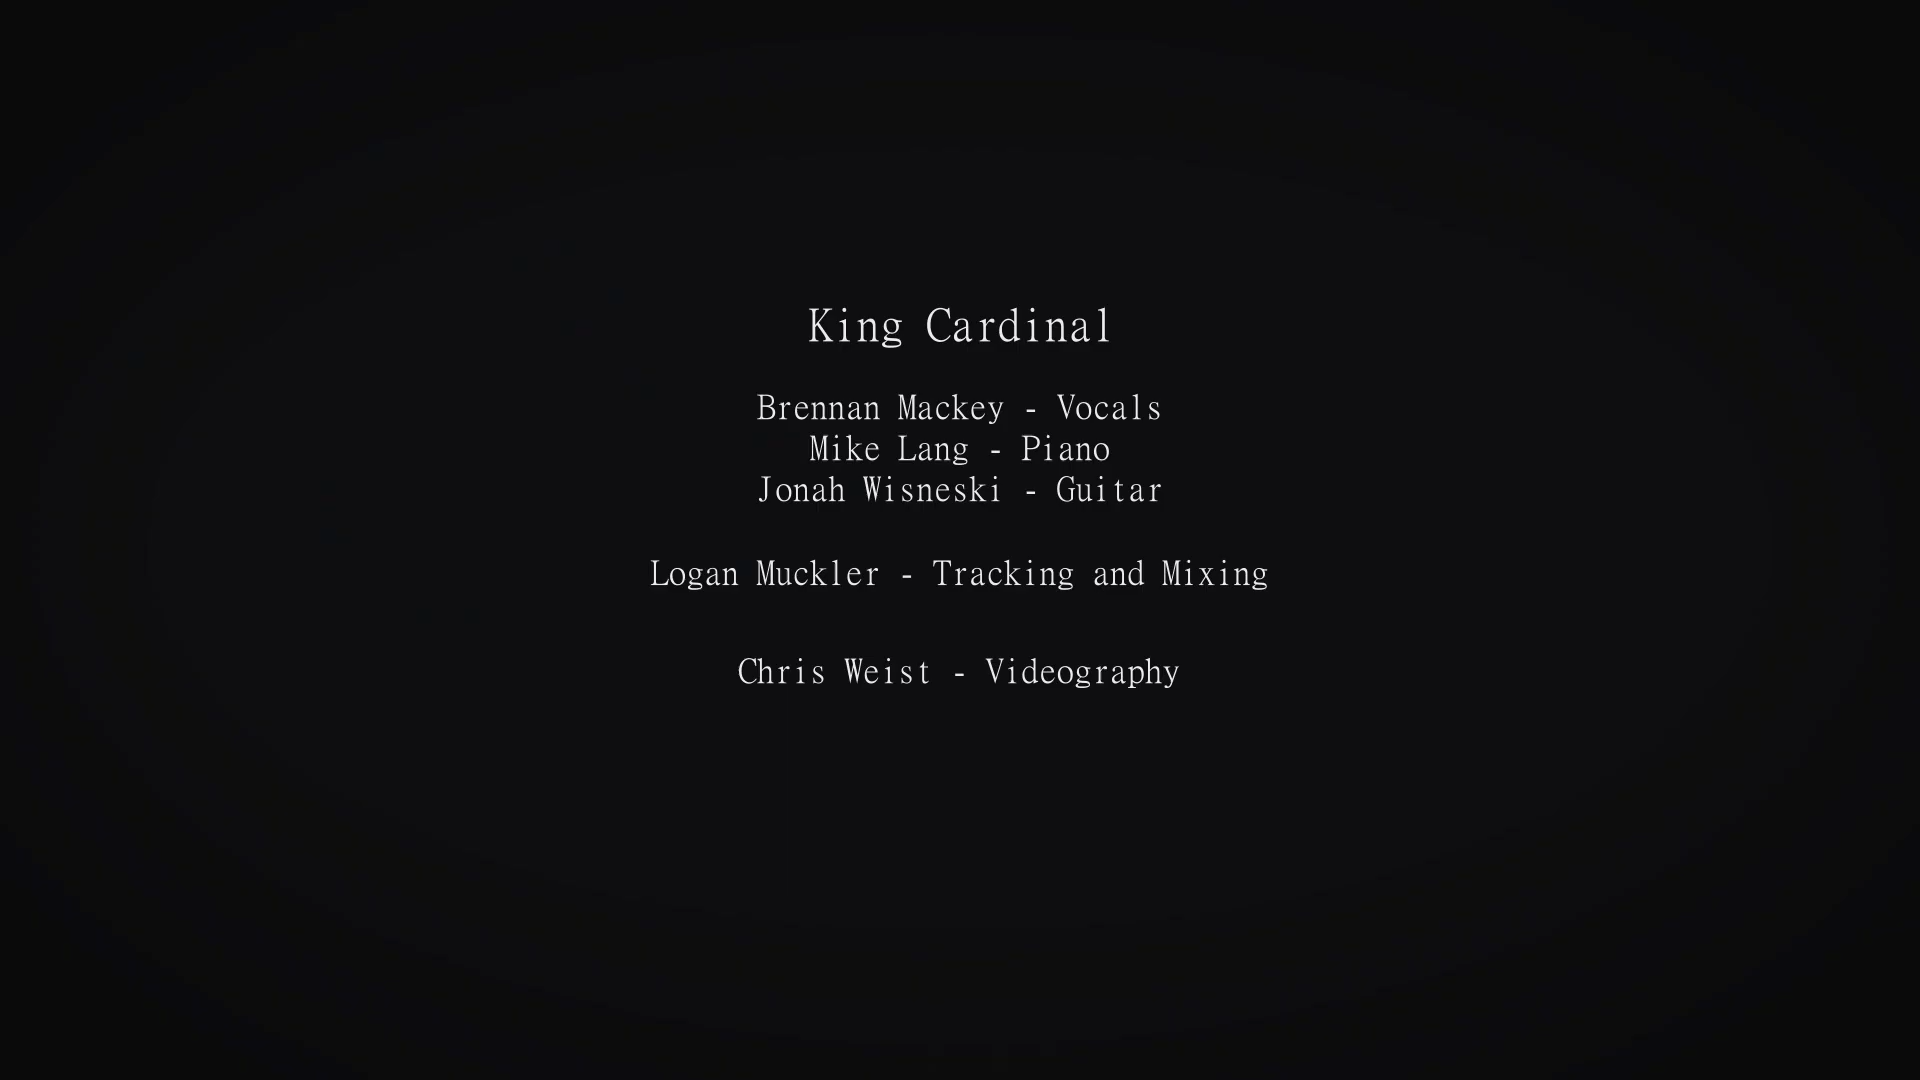 King Cardinal
Brennan Mackey - Vocals
Mike Lang - Piano
Jonah Wisneski - Guitar
Logan Muckler - Tracking and Mixing
Chris Weist - Videography